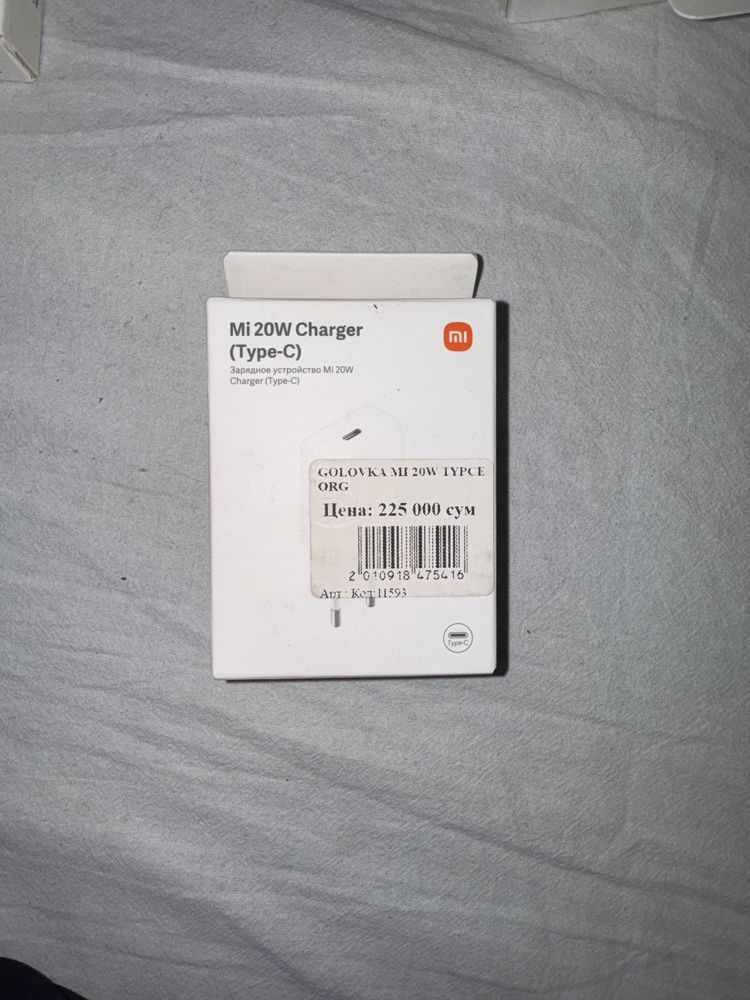 Mi 20W Charger
(Type-C)
Зарядное устройство Mi 20W
Charger (Type-C)
mi
GOLOVKA MI 20W TYPCE
ORG
Цена: 225 000 сум
2 010918 475416
Арт.: Код:11593
Type-C